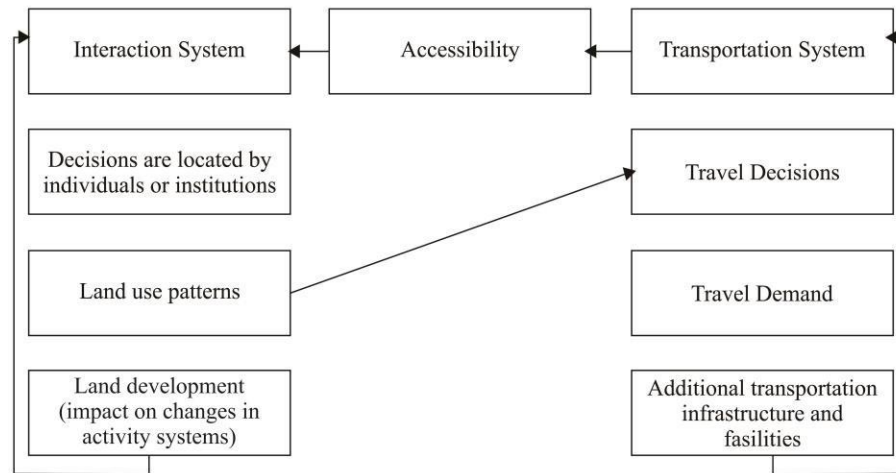 Interaction System
Accessibility
Transportation System
Decisions are located by
individuals or institutions
Travel Decisions
Land use patterns
Travel Demand
Land development
(impact on changes in
activity systems)
Additional transportation
infrastructure and
fasilities